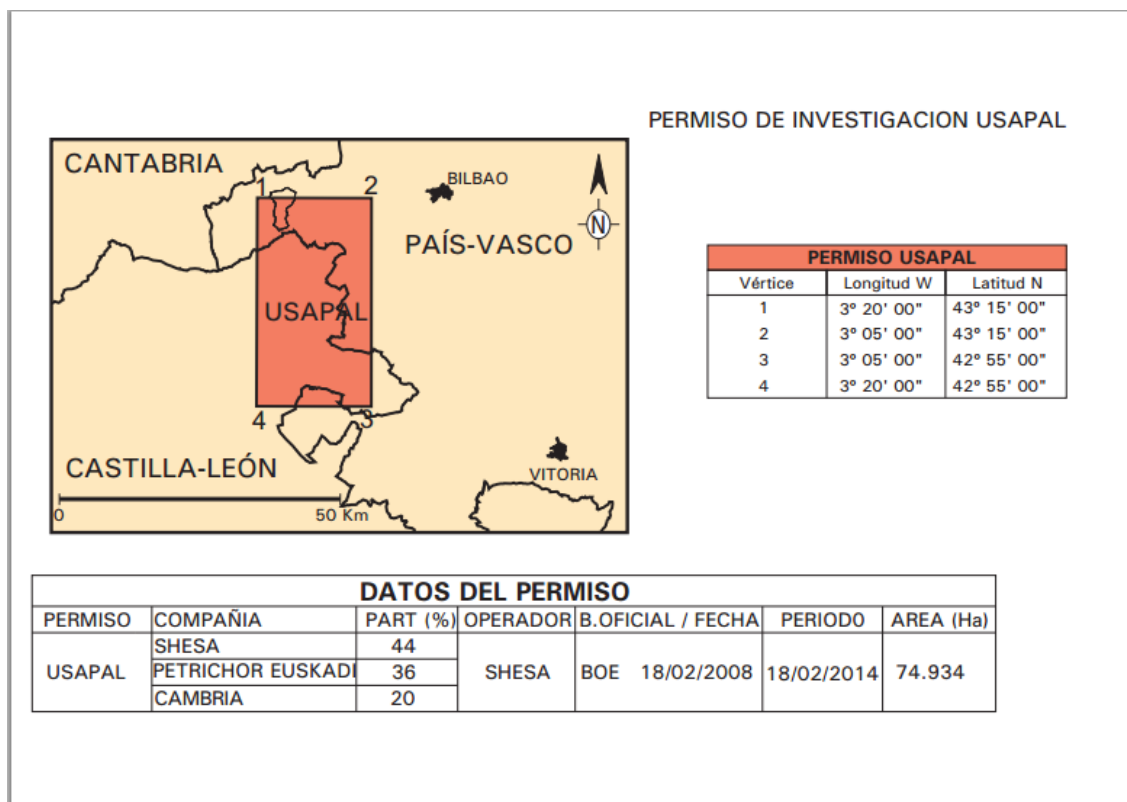 PERMISO DE INVESTIGACION USAPAL
CANTABRIA
1
2
BILBAO
N
PAÍS-VASCO
USAPAL
4
3
CASTILLA-LEÓN
VITORIA
0
50 Km
PERMISO USAPAL
Vértice Longitud W Latitud N
1 3º 20' 00" 43º 15' 00"
2 3º 05' 00" 43º 15' 00"
3 3º 05' 00" 42º 55' 00"
4 3º 20' 00" 42º 55' 00"
DATOS DEL PERMISO
PERMISO COMPAÑIA PART (%) OPERADOR B.OFICIAL / FECHA PERIODO AREA (Ha)
SHESA 44
USAPAL PETRICHOR EUSKADI 36 SHESA BOE 18/02/2008 18/02/2014 74.934
CAMBRIA 20